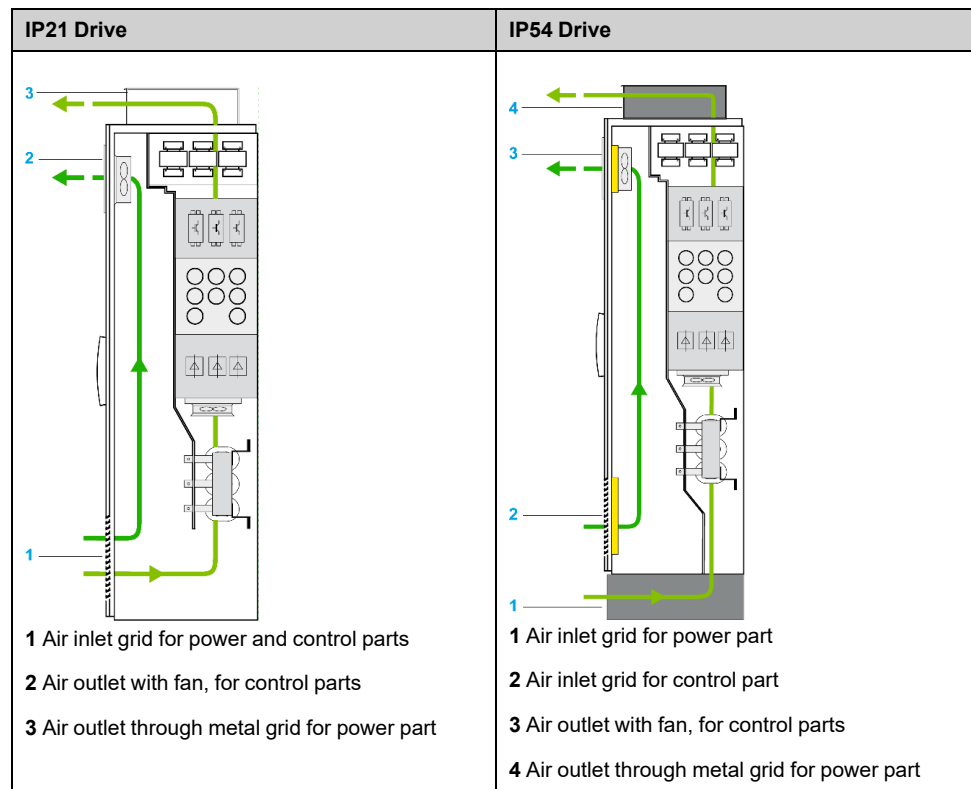 IP21 Drive
3
2
1
1 Air inlet grid for power and control parts
2 Air outlet with fan, for control parts
3 Air outlet through metal grid for power part
IP54 Drive
4
3
2
1
1 Air inlet grid for power part
2 Air inlet grid for control part
3 Air outlet with fan, for control parts
4 Air outlet through metal grid for power part